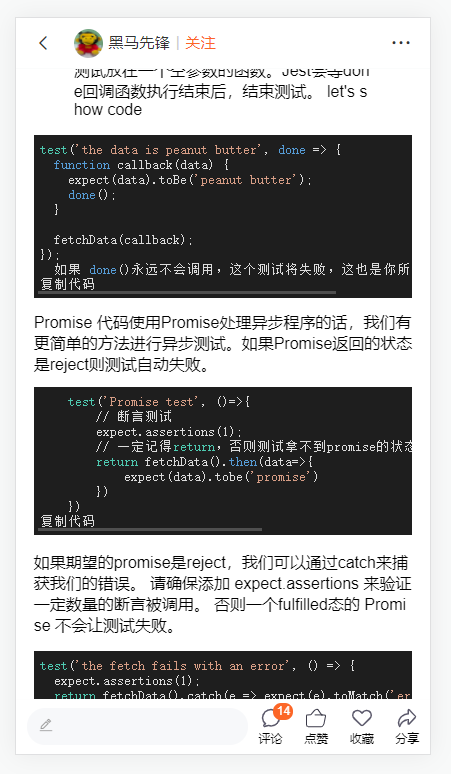 黑马先锋 | 关注
测试放在一个空参数的函数。Jest会等don
e回调函数执行结束后，结束测试。 let's s
how code
test('the data is peanut butter', done => {
  function callback(data) {
    expect(data).toBe('peanut butter');
    done();
  }
  fetchData(callback);
});
  如果 done()永远不会调用，这个测试将失败，这也是你所
复制代码
Promise 代码使用Promise处理异步程序的话，我们有
更简单的方法进行异步测试。如果Promise返回的状态
是reject则测试自动失败。
    test('Promise test', ()=>{
        // 断言测试
        expect.assertions(1);
        // 一定记得return，否则测试拿不到promise的状态
        return fetchData().then(data=>{
            expect(data).tobe('promise')
        })
    })
复制代码
如果期望的promise是reject，我们可以通过catch来捕
获我们的错误。 请确保添加 expect.assertions 来验证
一定数量的断言被调用。 否则一个fulfilled态的 Promi
se 不会让测试失败。
test('the fetch fails with an error', () => {
  expect.assertions(1);
  return fetchData().catch(e => expect(e).toMatch('er
14
评论 点赞 收藏 分享